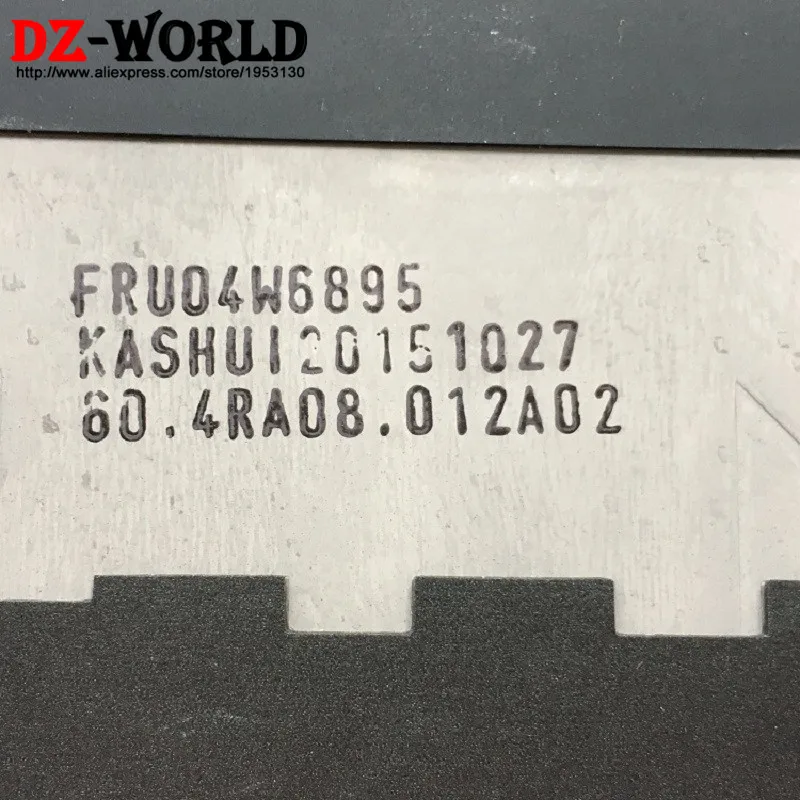 DZ-WORLD
http://www.aliexpress.com/store/1953130
FRU04W6895
KASHUI20151027
60.4RA08.012A02